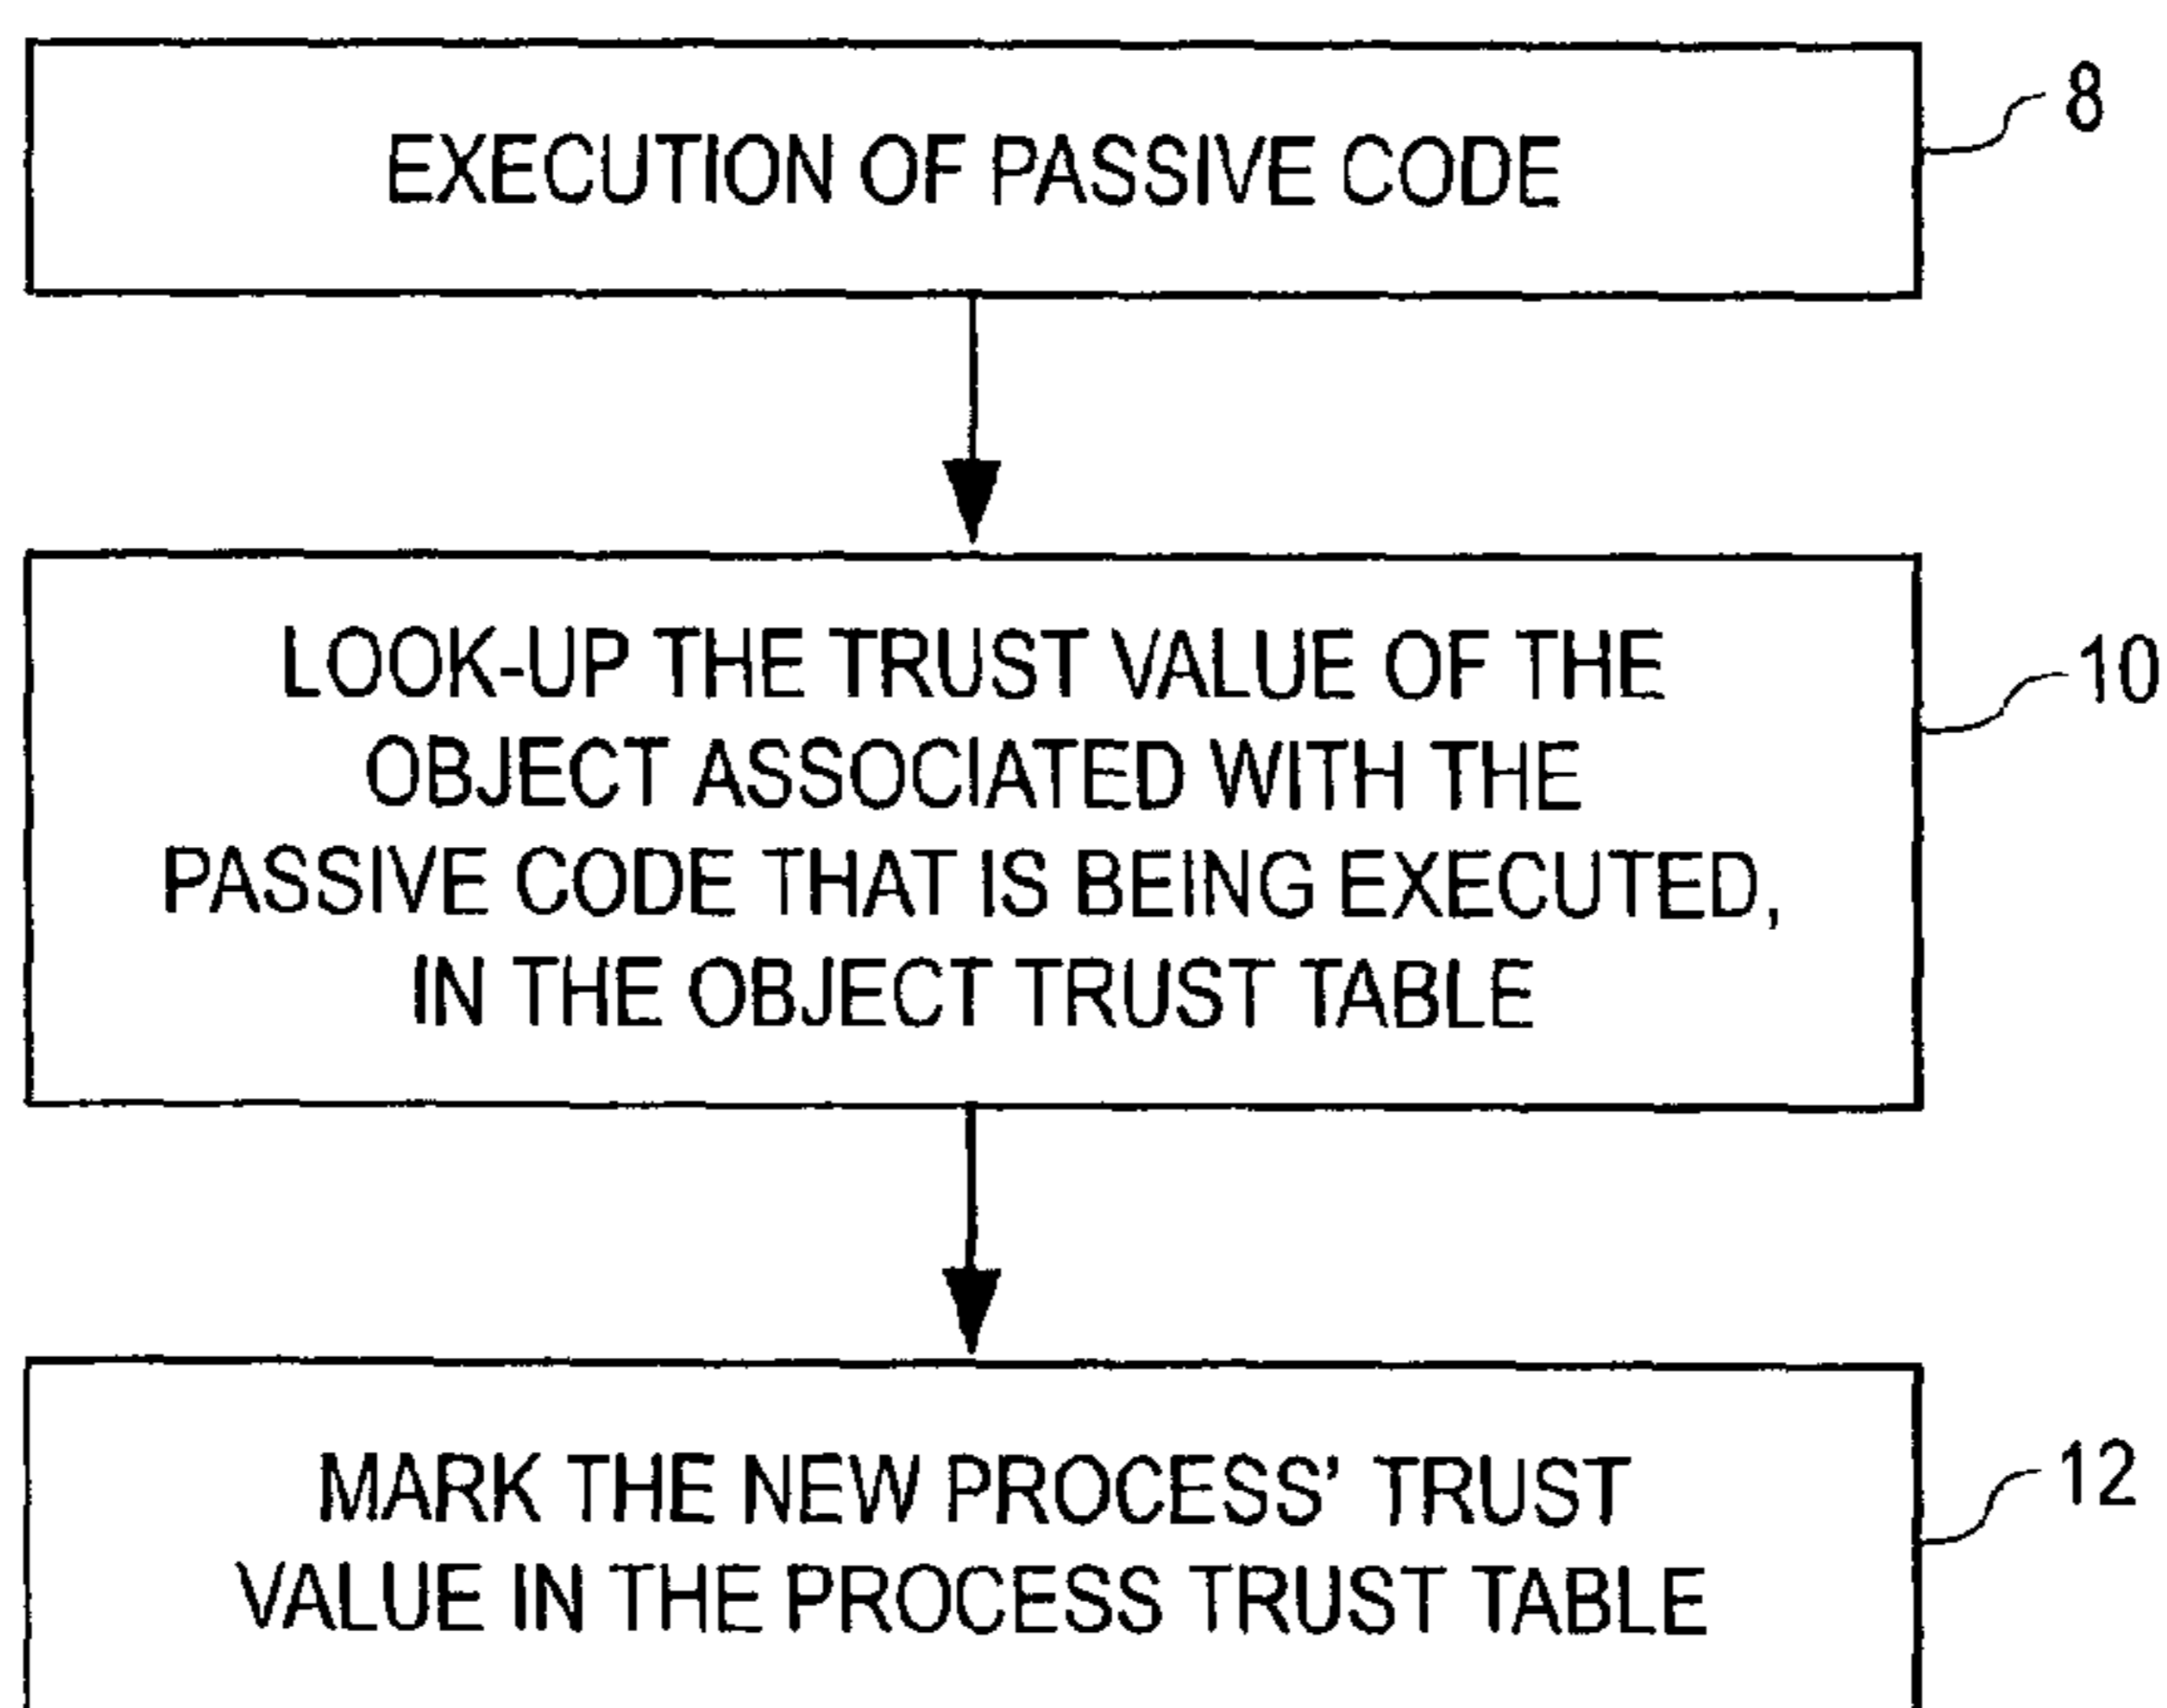 EXECUTION OF PASSIVE CODE
8
LOOK-UP THE TRUST VALUE OF THE
OBJECT ASSOCIATED WITH THE
PASSIVE CODE THAT IS BEING EXECUTED,
IN THE OBJECT TRUST TABLE
10
MARK THE NEW PROCESS’ TRUST
VALUE IN THE PROCESS TRUST TABLE
12